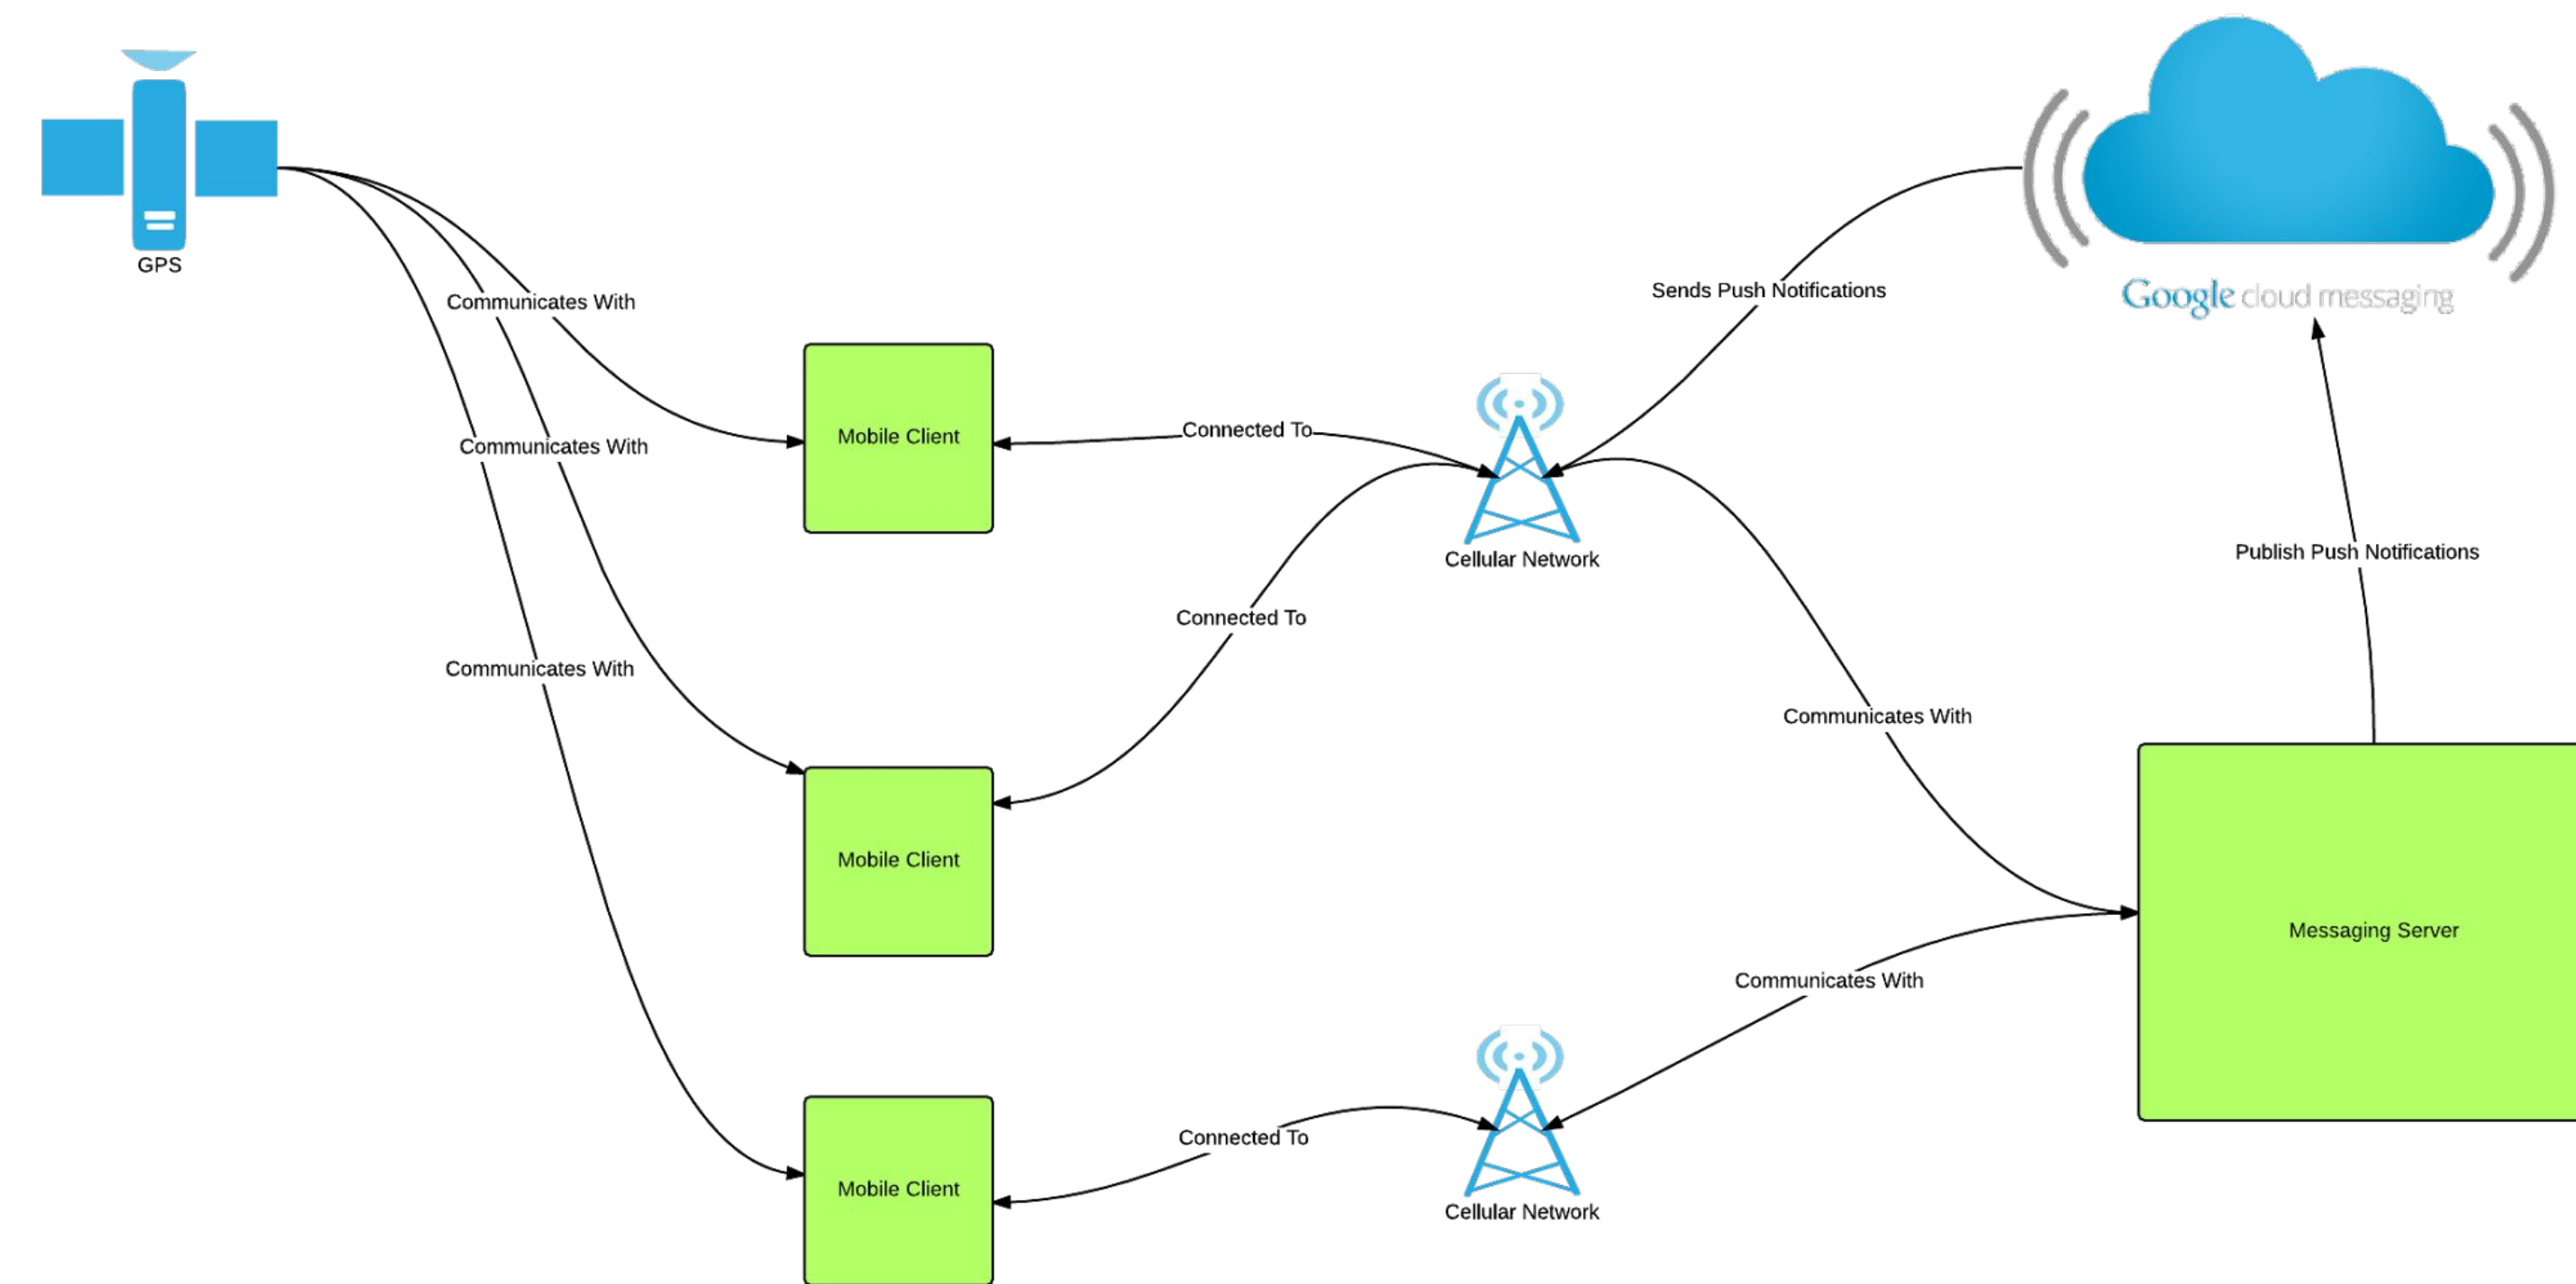 GPS
Google cloud messaging
Communicates With
Sends Push Notifications
Mobile Client
Connected To
Communicates With
Cellular Network
Publish Push Notifications
Connected To
Communicates With
Communicates With
Mobile Client
Messaging Server
Communicates With
Connected To
Mobile Client
Cellular Network